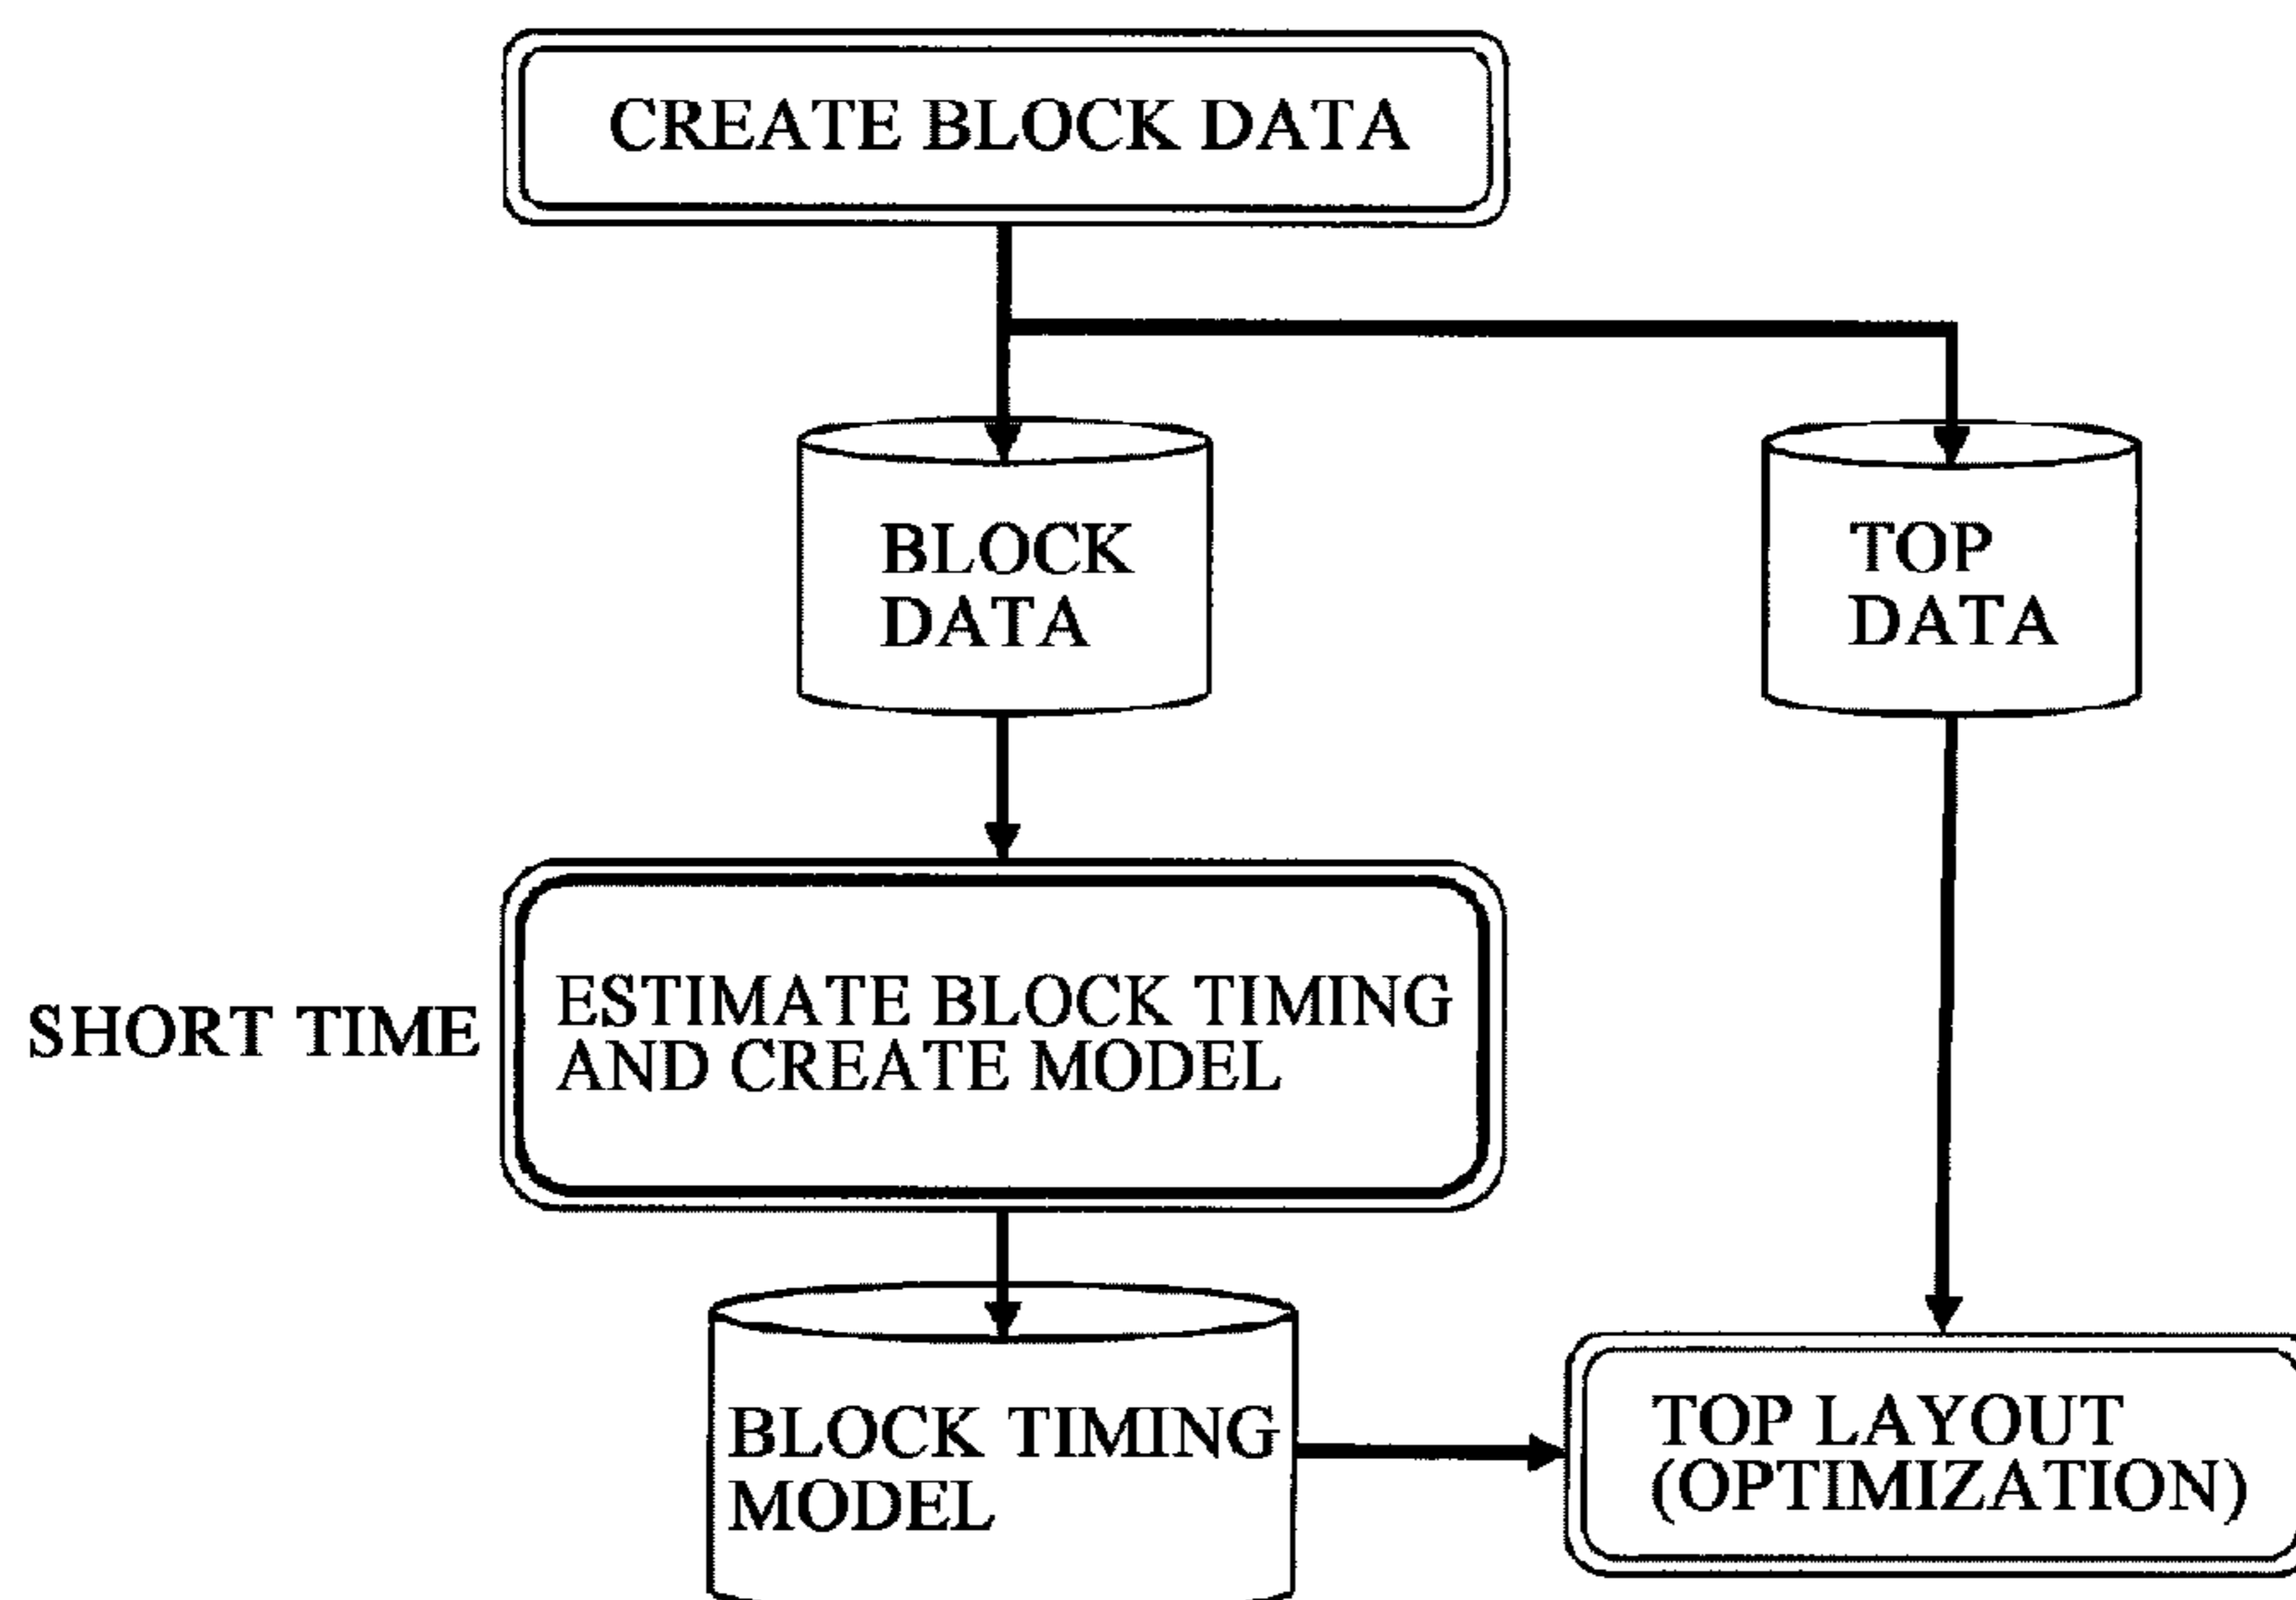 CREATE BLOCK DATA
BLOCK
DATA
TOP
DATA
SHORT TIME
ESTIMATE BLOCK TIMING
AND CREATE MODEL
BLOCK TIMING
MODEL
TOP LAYOUT
(OPTIMIZATION)